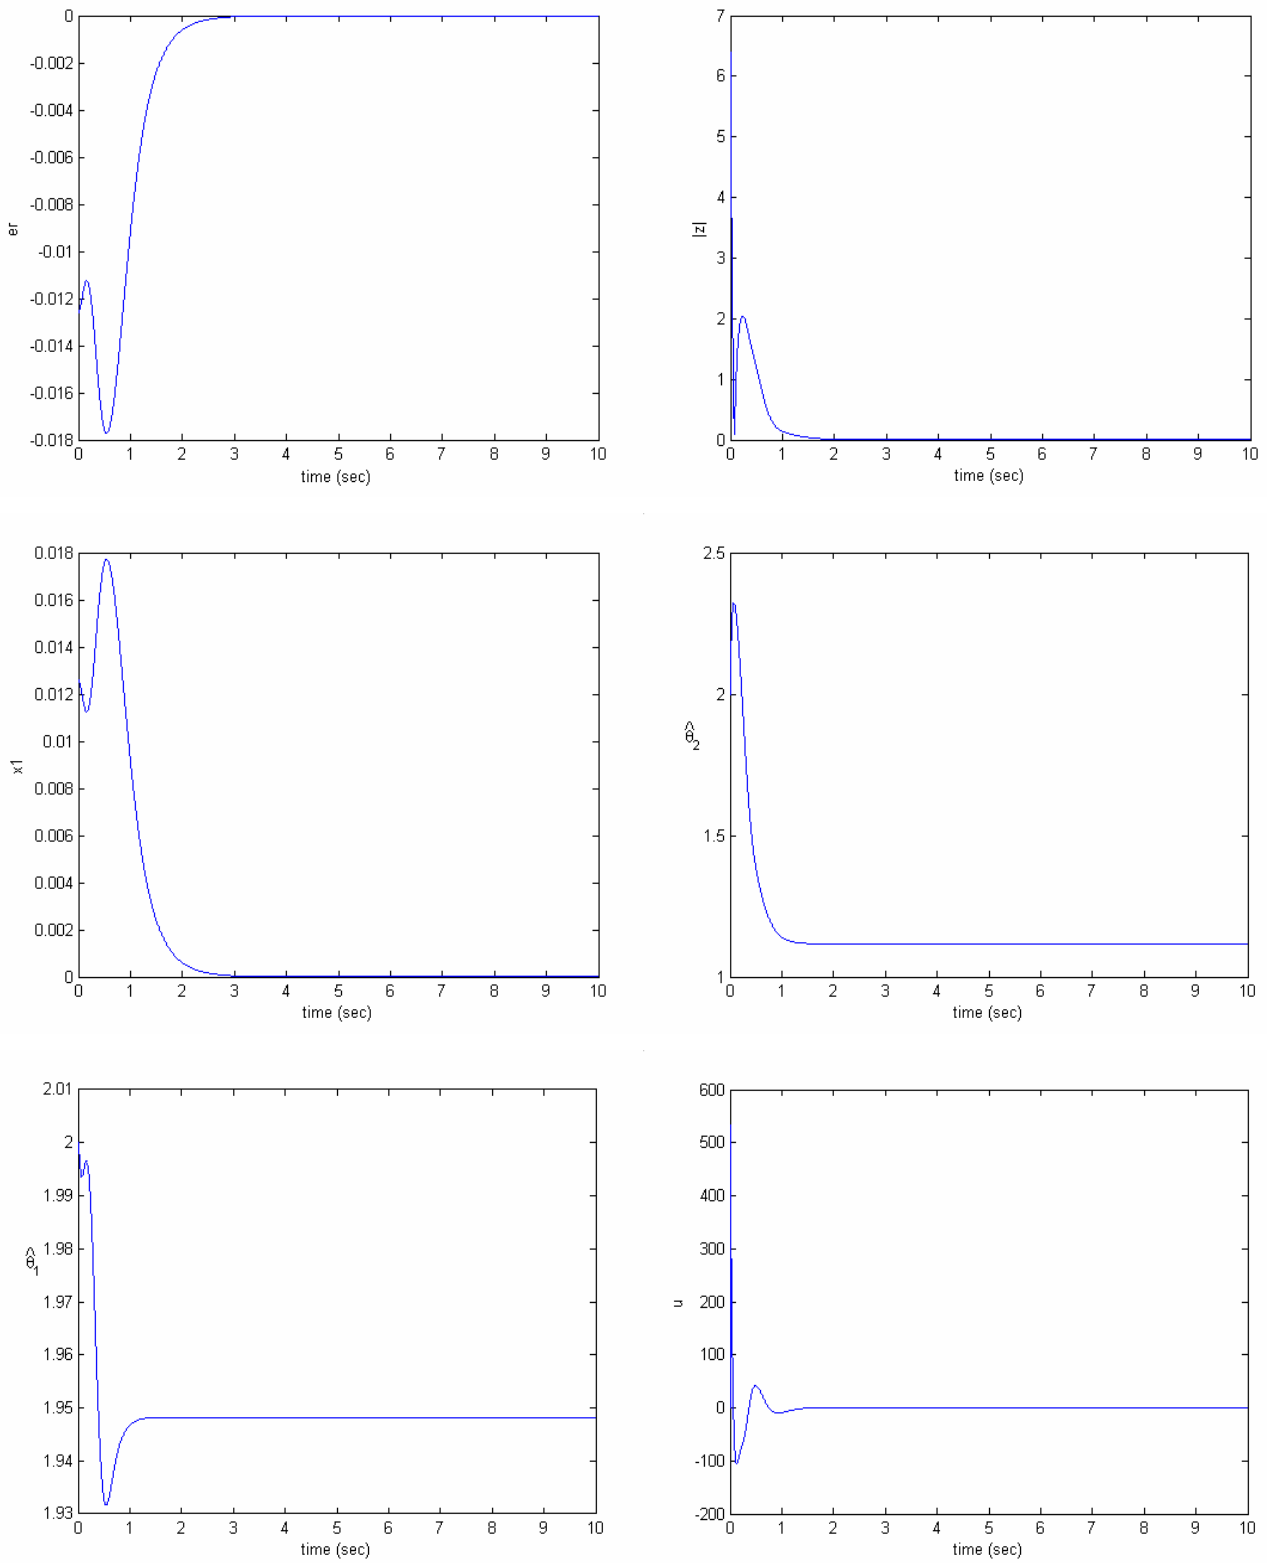 0
-0.002
-0.004
-0.006
-0.008
-0.01
-0.012
-0.014
-0.016
-0.018
er
0 1 2 3 4 5 6 7 8 9 10
time (sec)
7
6
5
4
3
2
1
0
|z|
0 1 2 3 4 5 6 7 8 9 10
time (sec)
0.018
0.016
0.014
0.012
0.01
0.008
0.006
0.004
0.002
0
x1
0 1 2 3 4 5 6 7 8 9 10
time (sec)
2.5
2
1.5
1
θ̂2
0 1 2 3 4 5 6 7 8 9 10
time (sec)
2.01
2
1.99
1.98
1.97
1.96
1.95
1.94
1.93
θ̂1
0 1 2 3 4 5 6 7 8 9 10
time (sec)
600
500
400
300
200
100
0
-100
-200
u
0 1 2 3 4 5 6 7 8 9 10
time (sec)